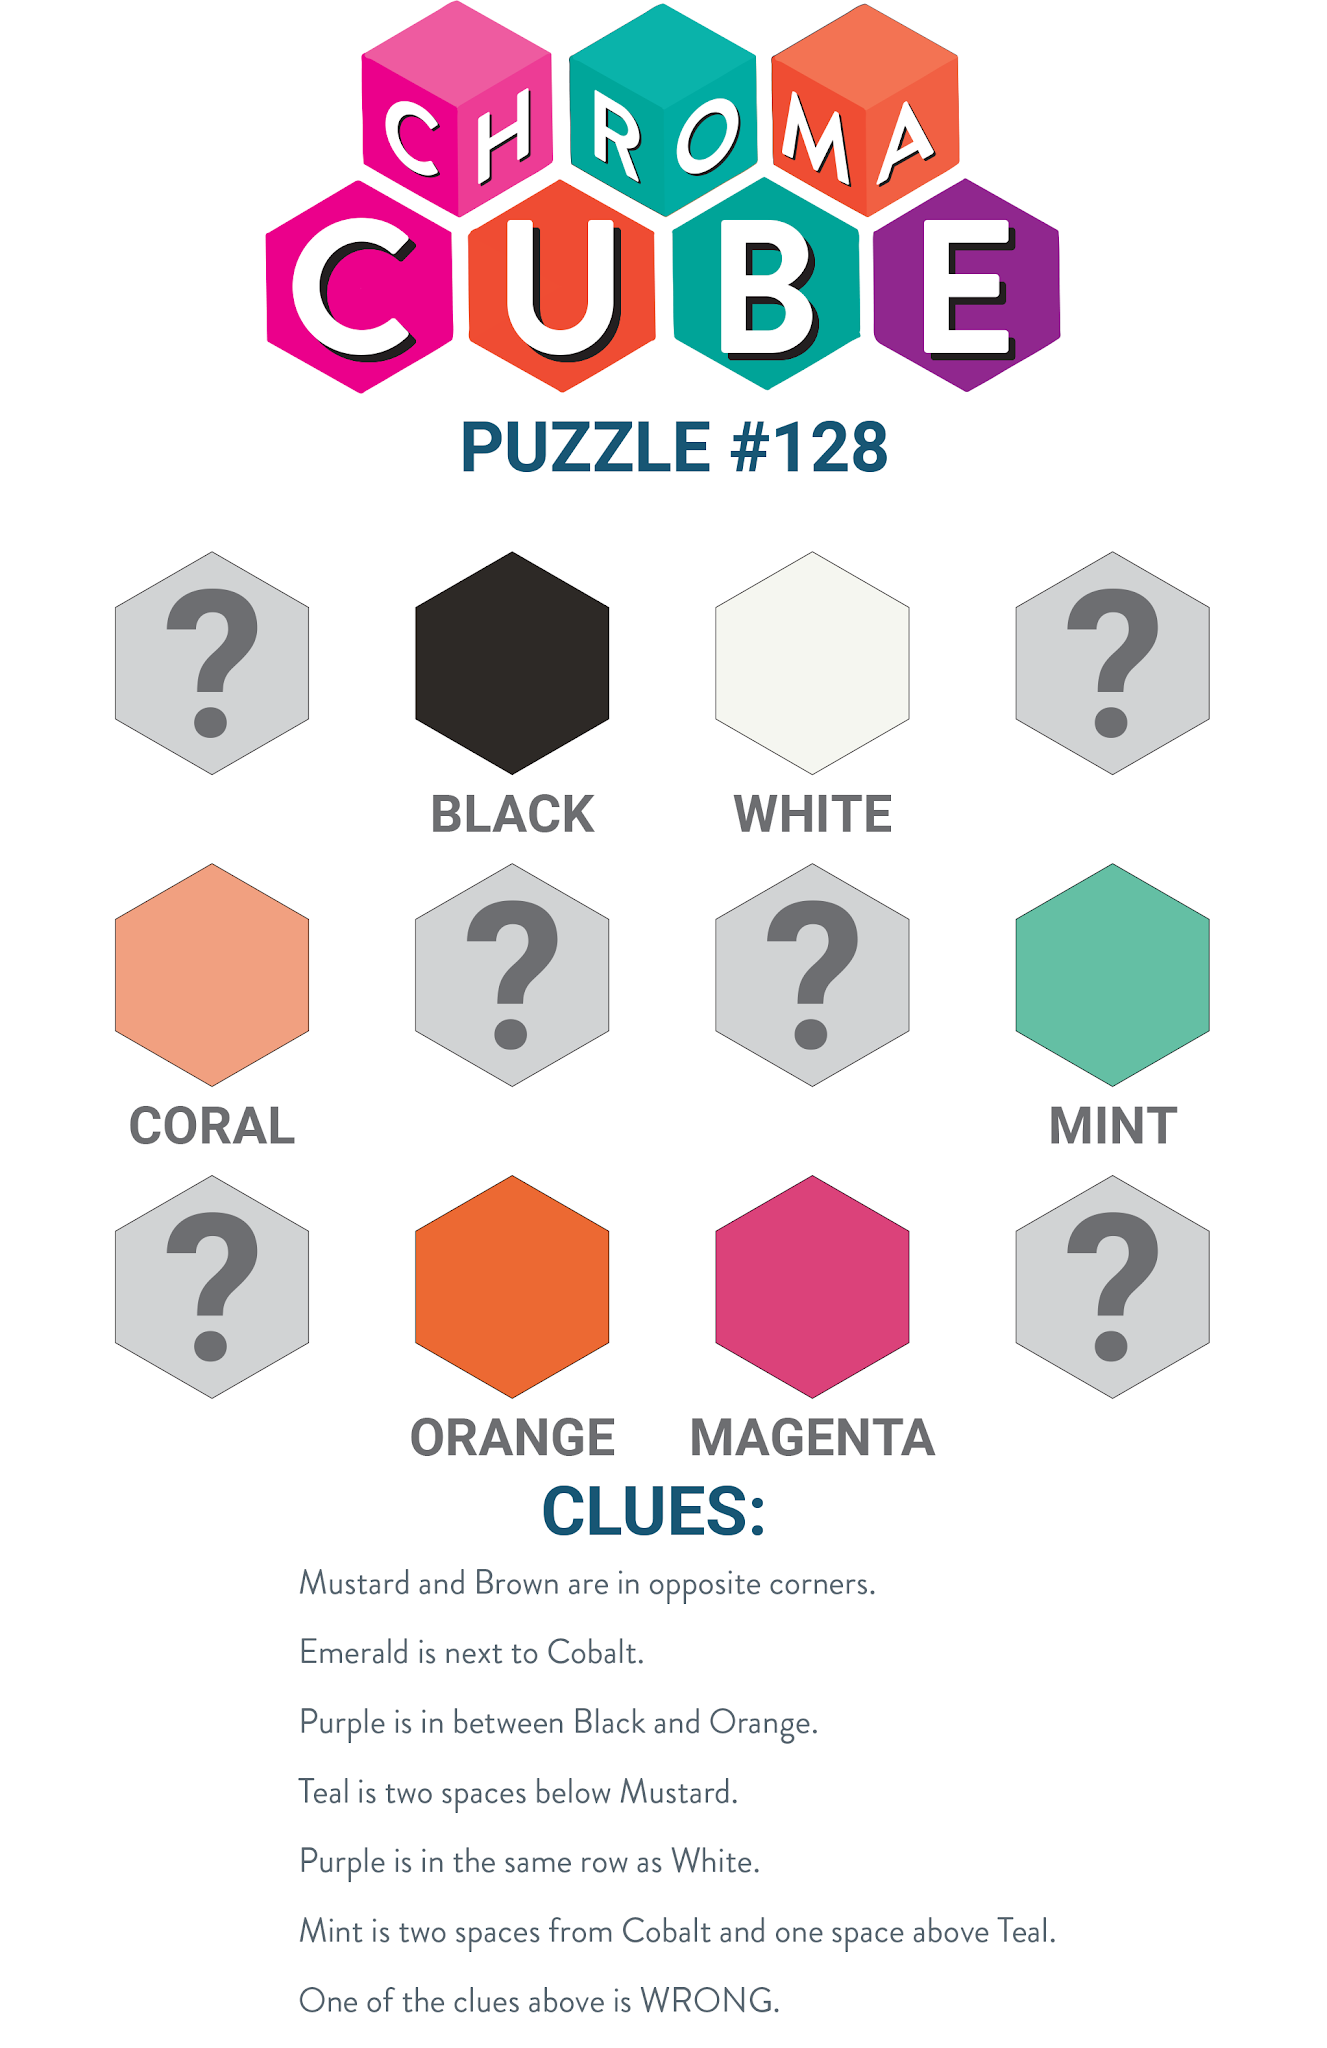 CHROMA
CUBE
PUZZLE #128
? ?
BLACK WHITE
? ?
CORAL MINT
? ?
ORANGE MAGENTA
CLUES:
Mustard and Brown are in opposite corners.
Emerald is next to Cobalt.
Purple is in between Black and Orange.
Teal is two spaces below Mustard.
Purple is in the same row as White.
Mint is two spaces from Cobalt and one space above Teal.
One of the clues above is WRONG.